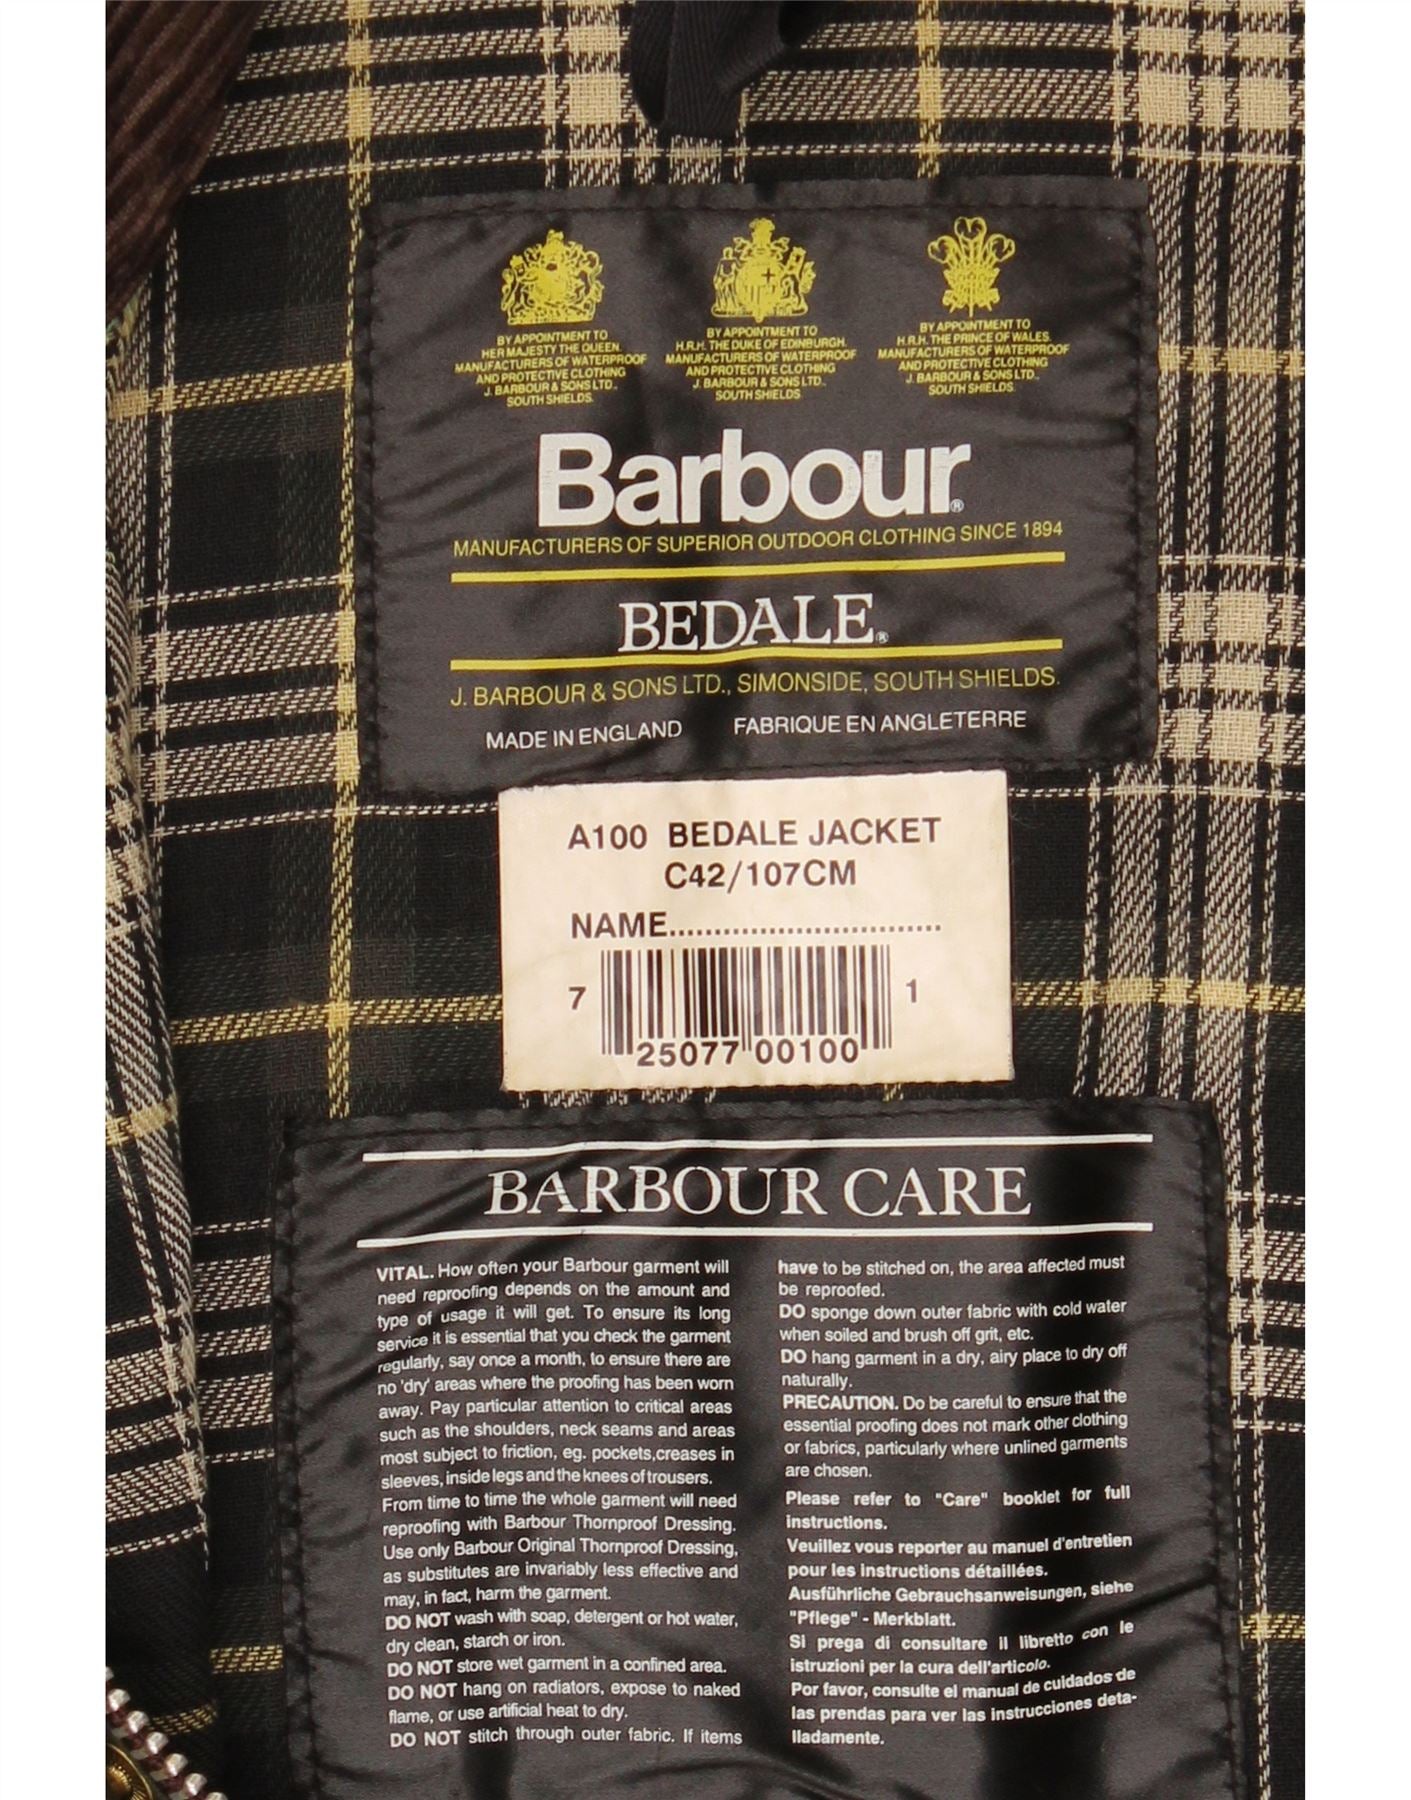 BY APPOINTMENT TO
HER MAJESTY THE QUEEN.
MANUFACTURERS OF WATERPROOF
AND PROTECTIVE CLOTHING
J. BARBOUR & SONS LTD..
SOUTH SHIELDS.
BY APPOINTMENT TO
H.R.H. THE DUKE OF EDINBURGH.
MANUFACTURERS OF WATERPROOF
AND PROTECTIVE CLOTHING
J. BARBOUR & SONS LTD..
SOUTH SHIELDS
BY APPOINTMENT TO
H.R.H. THE PRINCE OF WALES.
MANUFACTURERS OF WATERPROOF
AND PROTECTIVE CLOTHING
J. BARBOUR & SONS LTD..
SOUTH SHIELDS.
Barbour®
MANUFACTURERS OF SUPERIOR OUTDOOR CLOTHING SINCE 1894
BEDALE®
J. BARBOUR & SONS LTD., SIMONSIDE, SOUTH SHIELDS.
MADE IN ENGLAND FABRIQUE EN ANGLETERRE
A100 BEDALE JACKET
C42/107CM
NAME..............................
7 25077 00100 1
BARBOUR CARE
VITAL. How often your Barbour garment will
need reproofing depends on the amount and
type of usage it will get. To ensure its long
service it is essential that you check the garment
regularly, say once a month, to ensure there are
no 'dry' areas where the proofing has been worn
away. Pay particular attention to critical areas
such as the shoulders, neck seams and areas
most subject to friction, eg. pockets,creases in
sleeves, inside legs and the knees of trousers.
From time to time the whole garment will need
reproofing with Barbour Thornproof Dressing.
Use only Barbour Original Thornproof Dressing,
as substitutes are invariably less effective and
may, in fact, harm the garment.
DO NOT wash with soap, detergent or hot water,
dry clean, starch or iron.
DO NOT store wet garment in a confined area.
DO NOT hang on radiators, expose to naked
flame, or use artificial heat to dry.
DO NOT stitch through outer fabric. If items
have to be stitched on, the area affected must
be reproofed.
DO sponge down outer fabric with cold water
when soiled and brush off grit, etc.
DO hang garment in a dry, airy place to dry off
naturally.
PRECAUTION. Do be careful to ensure that the
essential proofing does not mark other clothing
or fabrics, particularly where unlined garments
are chosen.
Please refer to "Care" booklet for full
instructions.
Veuillez vous reporter au manuel d'entretien
pour les instructions détaillées.
Ausführliche Gebrauchsanweisungen, siehe
"Pflege" - Merkblatt.
Si prega di consultare il libretto con le
istruzioni per la cura dell'articolo.
Por favor, consulte el manual de cuidados de
las prendas para ver las instrucciones deta-
lladamente.